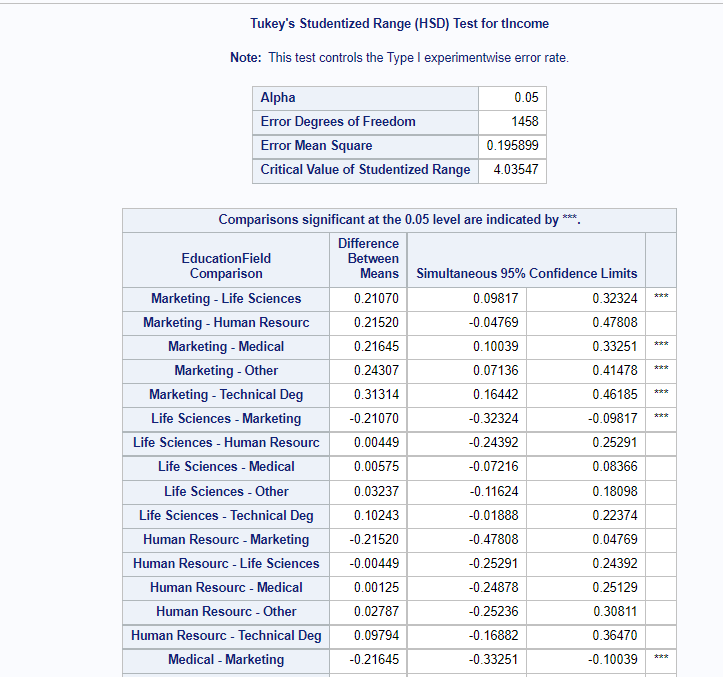 Tukey's Studentized Range (HSD) Test for tIncome
Note: This test controls the Type I experimentwise error rate.
Alpha 0.05
Error Degrees of Freedom 1458
Error Mean Square 0.195899
Critical Value of Studentized Range 4.03547
Comparisons significant at the 0.05 level are indicated by ***.
EducationField
Comparison
Difference
Between
Means
Simultaneous 95% Confidence Limits
Marketing - Life Sciences 0.21070 0.09817 0.32324 ***
Marketing - Human Resourc 0.21520 -0.04769 0.47808
Marketing - Medical 0.21645 0.10039 0.33251 ***
Marketing - Other 0.24307 0.07136 0.41478 ***
Marketing - Technical Deg 0.31314 0.16442 0.46185 ***
Life Sciences - Marketing -0.21070 -0.32324 -0.09817 ***
Life Sciences - Human Resourc 0.00449 -0.24392 0.25291
Life Sciences - Medical 0.00575 -0.07216 0.08366
Life Sciences - Other 0.03237 -0.11624 0.18098
Life Sciences - Technical Deg 0.10243 -0.01888 0.22374
Human Resourc - Marketing -0.21520 -0.47808 0.04769
Human Resourc - Life Sciences -0.00449 -0.25291 0.24392
Human Resourc - Medical 0.00125 -0.24878 0.25129
Human Resourc - Other 0.02787 -0.25236 0.30811
Human Resourc - Technical Deg 0.09794 -0.16882 0.36470
Medical - Marketing -0.21645 -0.33251 -0.10039 ***